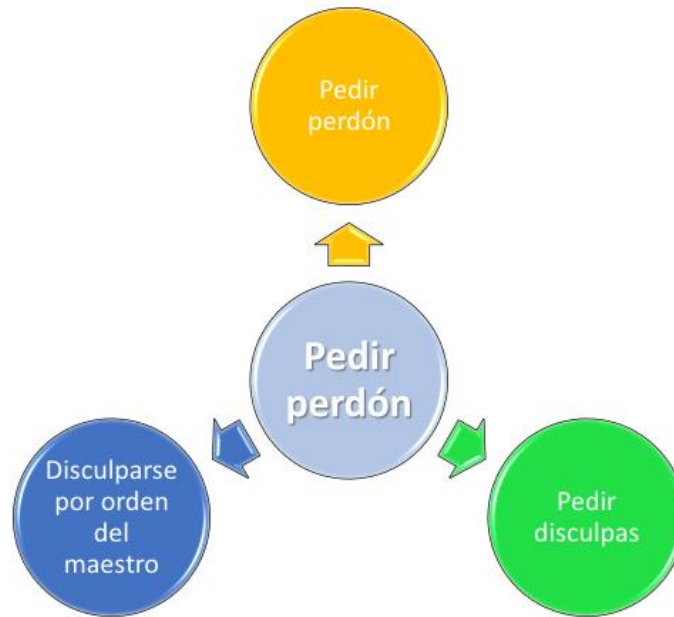 Pedir
perdón
Pedir
perdón
Disculparse
por orden
del
maestro
Pedir
disculpas